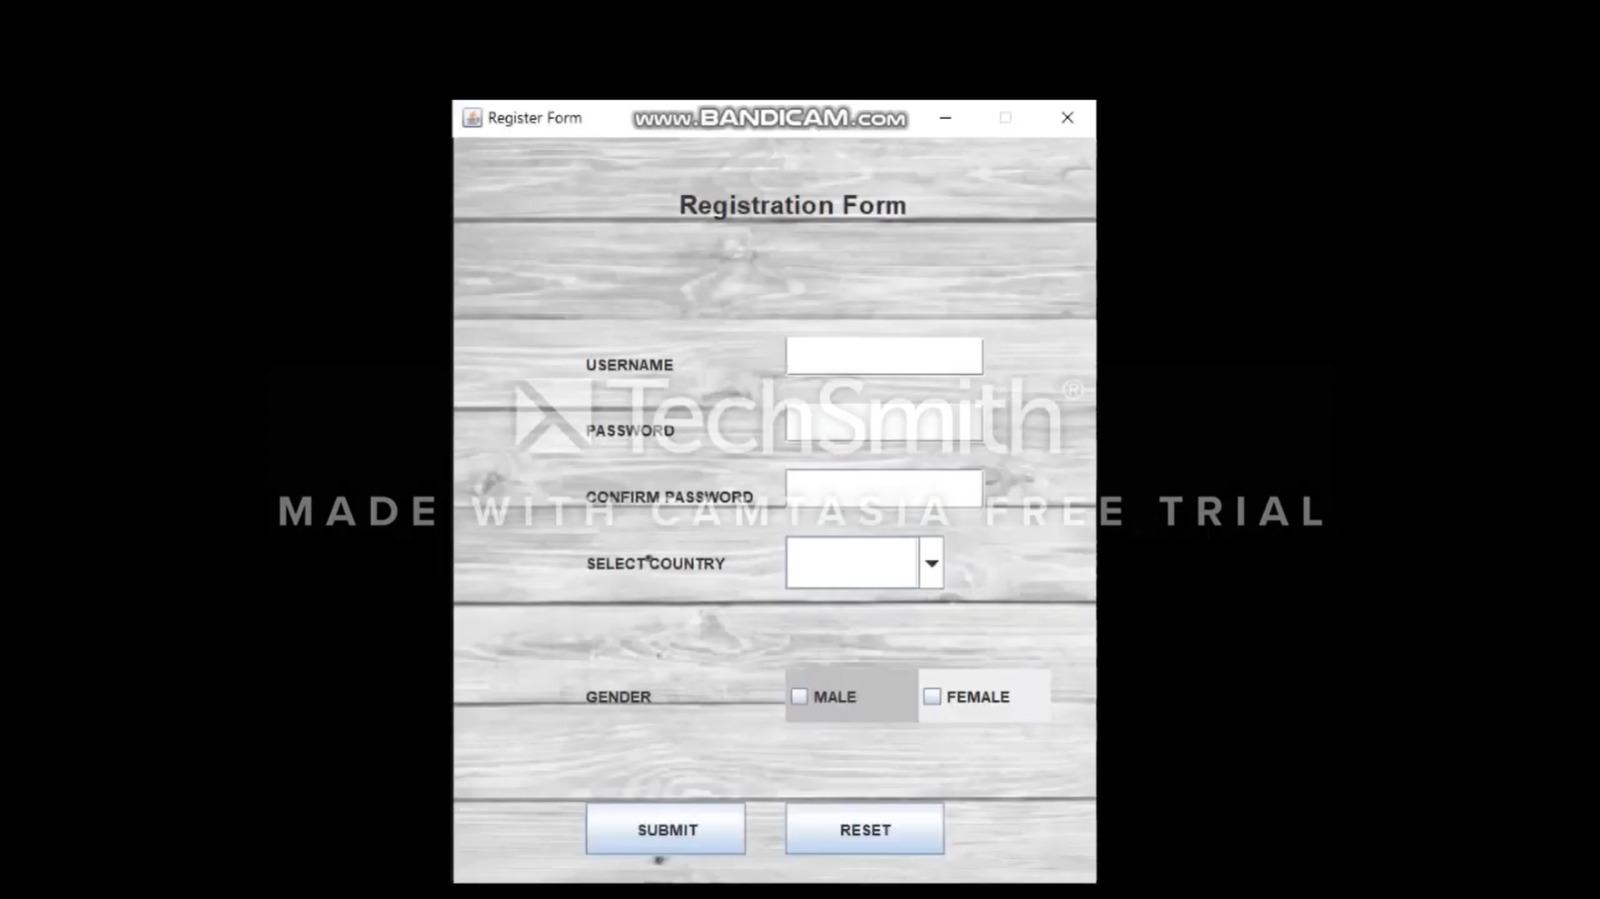 Register Form www.BANDICAM.com
Registration Form
USERNAME
TechSmith®
PASSWORD
CONFIRM PASSWORD
MADE WITH CAMTASIA FREE TRIAL
SELECT COUNTRY
GENDER MALE FEMALE
SUBMIT RESET